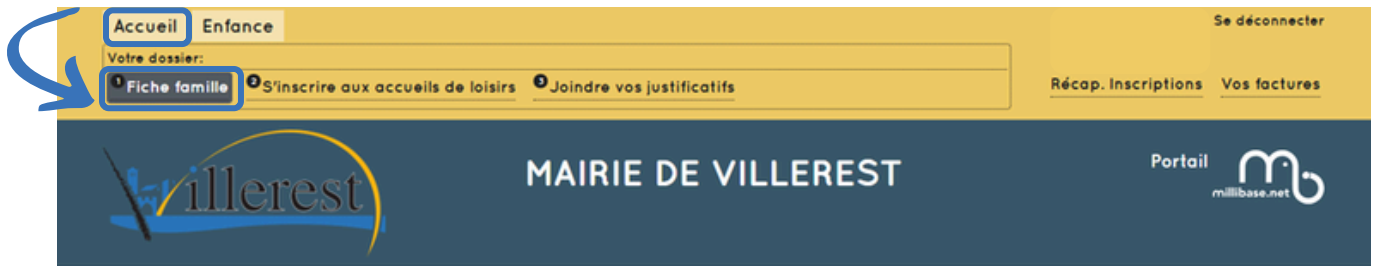 Accueil Enfance Se déconnecter
Votre dossier:
1 Fiche famille 2 S'inscrire aux accueils de loisirs 3 Joindre vos justificatifs Récap. Inscriptions Vos factures
Villerest MAIRIE DE VILLEREST Portail mb
millibase.net